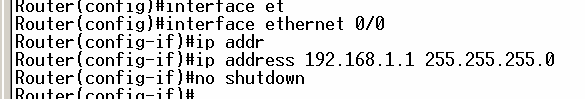 Router(config)#interface et
Router(config)#interface ethernet 0/0
Router(config-if)#ip addr
Router(config-if)#ip address 192.168.1.1 255.255.255.0
Router(config-if)#no shutdown
Router(config-if)#